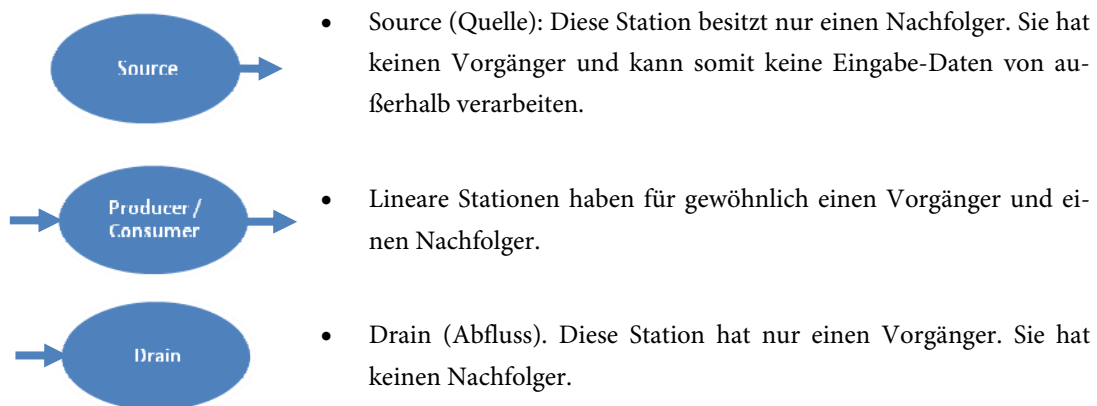 Source
• Source (Quelle): Diese Station besitzt nur einen Nachfolger. Sie hat
keinen Vorgänger und kann somit keine Eingabe-Daten von au-
ßerhalb verarbeiten.
Producer /
Consumer
• Lineare Stationen haben für gewöhnlich einen Vorgänger und ei-
nen Nachfolger.
Drain
• Drain (Abfluss). Diese Station hat nur einen Vorgänger. Sie hat
keinen Nachfolger.